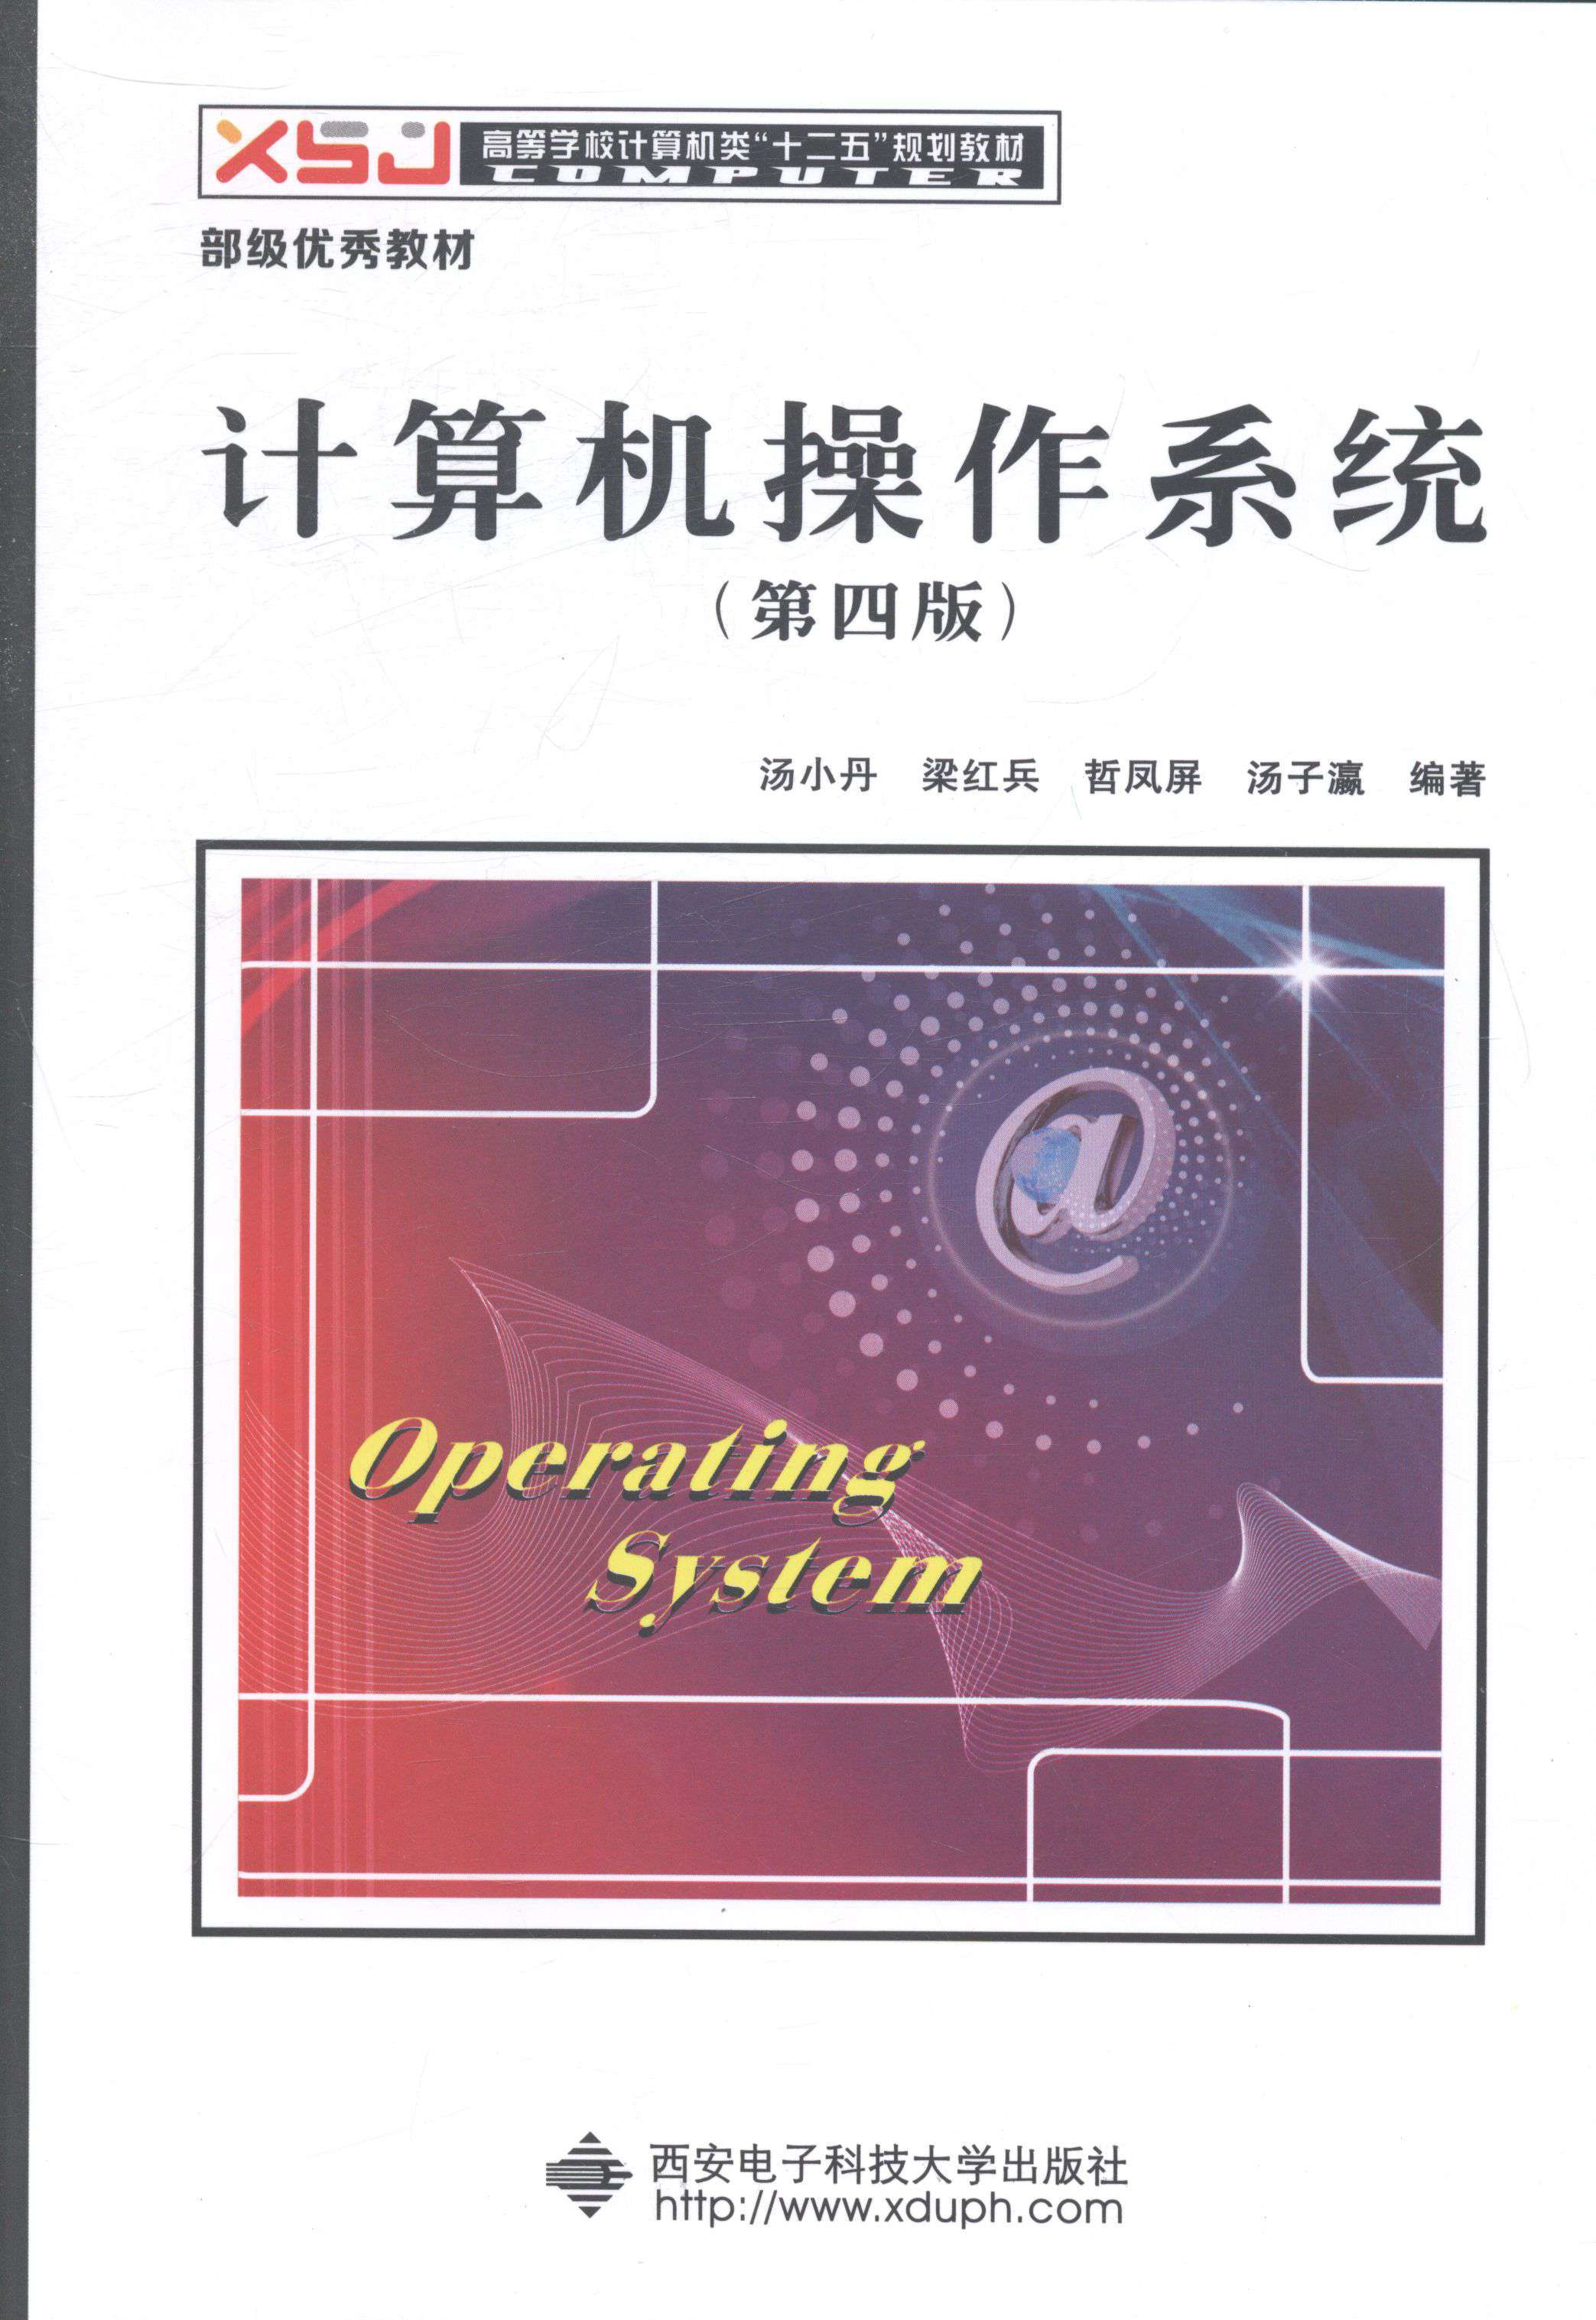 XSJ 高等学校计算机类“十二五”规划教材
COMPUTER
部级优秀教材
计算机操作系统
（第四版）
汤小丹 梁红兵 哲凤屏 汤子瀛 编著
@
Operating
System
西安电子科技大学出版社
http://www.xduph.com